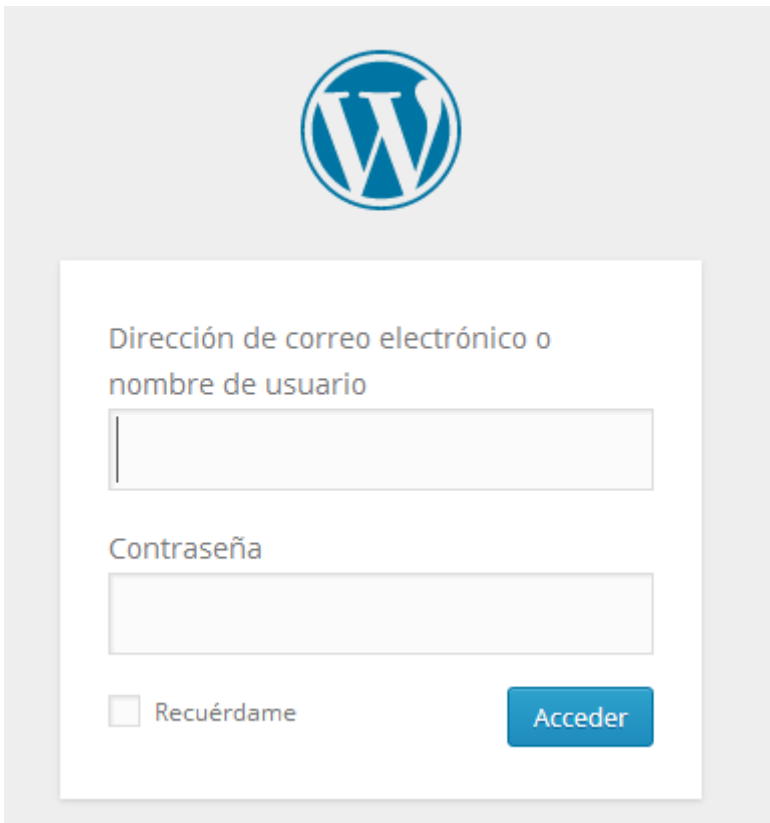 Dirección de correo electrónico o
nombre de usuario
Contraseña
Recuérdame
Acceder